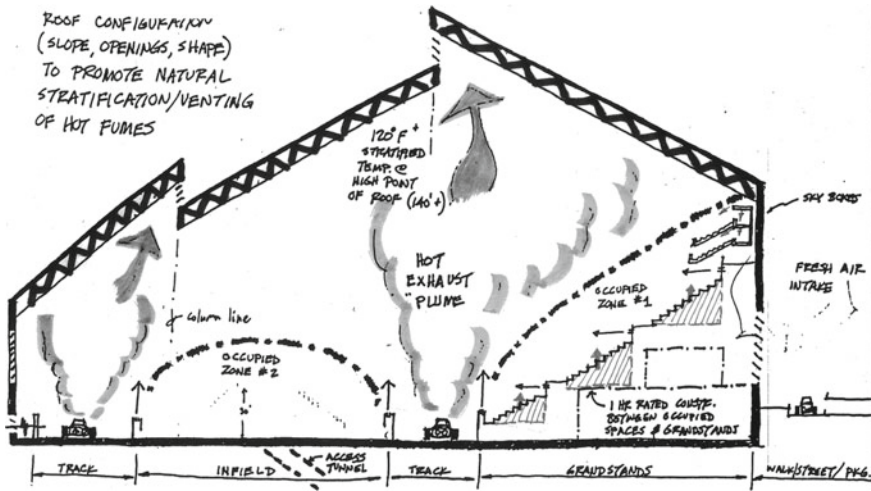 ROOF CONFIGURATION
(SLOPE, OPENINGS, SHAPE)
TO PROMOTE NATURAL
STRATIFICATION/VENTING
OF HOT FUMES
120°F+
STRATIFIED
TEMP. @
HIGH POINT
OF ROOF (140'+)
SKY BOXES
HOT
EXHAUST
PLUME
FRESH AIR
INTAKE
OCCUPIED
ZONE #1
column line
OCCUPIED
ZONE #2
1 HR RATED CONSTR.
BETWEEN OCCUPIED
SPACES & GRANDSTANDS
ACCESS
TUNNEL
TRACK
INFIELD
TRACK
GRANDSTANDS
WALK/STREET/PKG.